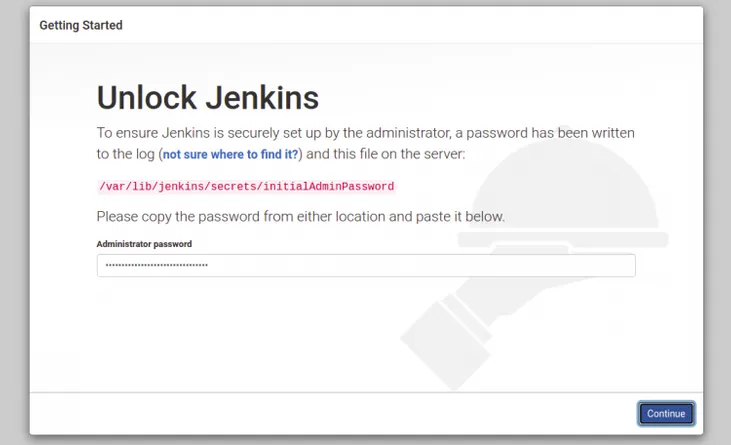 Getting Started
Unlock Jenkins
To ensure Jenkins is securely set up by the administrator, a password has been written
to the log (not sure where to find it?) and this file on the server:
/var/lib/jenkins/secrets/initialAdminPassword
Please copy the password from either location and paste it below.
Administrator password
••••••••••••••••••••••••••••••••
Continue